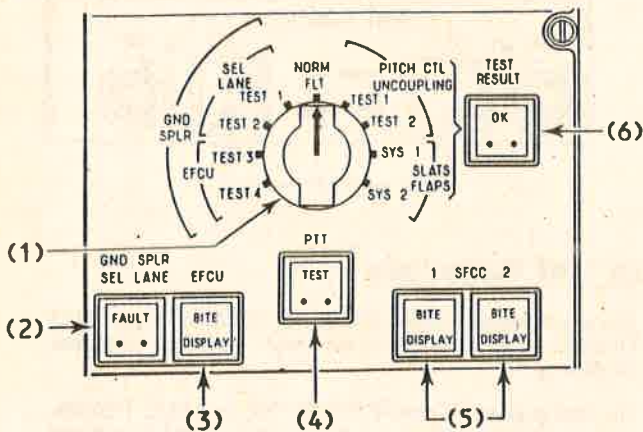 NORM
FLT
SEL
LANE
TEST 1
TEST 2
GND
SPLR
TEST 3
EFCU
TEST 4
PITCH CTL
UNCOUPLING
TEST 1
TEST 2
SYS 1
SLATS
FLAPS
SYS 2
TEST
RESULT
OK
(6)
(1)
PTT
TEST
GND SPLR
SEL LANE
EFCU
(2)
FAULT
BITE
DISPLAY
1 SFCC 2
BITE
DISPLAY
BITE
DISPLAY
(3)
(4)
(5)